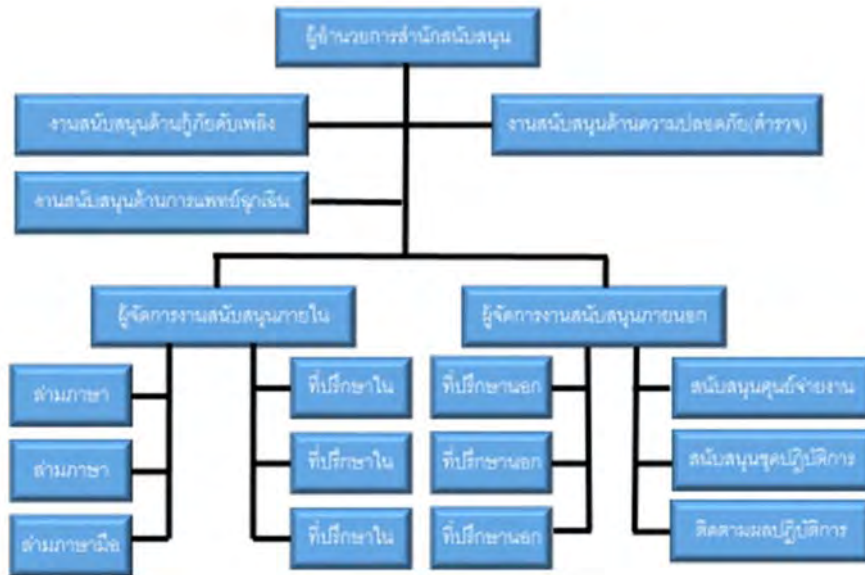 ผู้อำนวยการสำนักสนับสนุน
งานสนับสนุนด้านกู้ภัยดับเพลิง
งานสนับสนุนด้านความปลอดภัย(ตำรวจ)
งานสนับสนุนด้านการแพทย์ฉุกเฉิน
ผู้จัดการงานสนับสนุนภายใน
ผู้จัดการงานสนับสนุนภายนอก
ล่ามภาษา
ที่ปรึกษาใน
ที่ปรึกษานอก
สนับสนุนศูนย์จ่ายงาน
ล่ามภาษา
ที่ปรึกษาใน
ที่ปรึกษานอก
สนับสนุนชุดปฏิบัติการ
ล่ามภาษามือ
ที่ปรึกษาใน
ที่ปรึกษานอก
ติดตามผลปฏิบัติการ